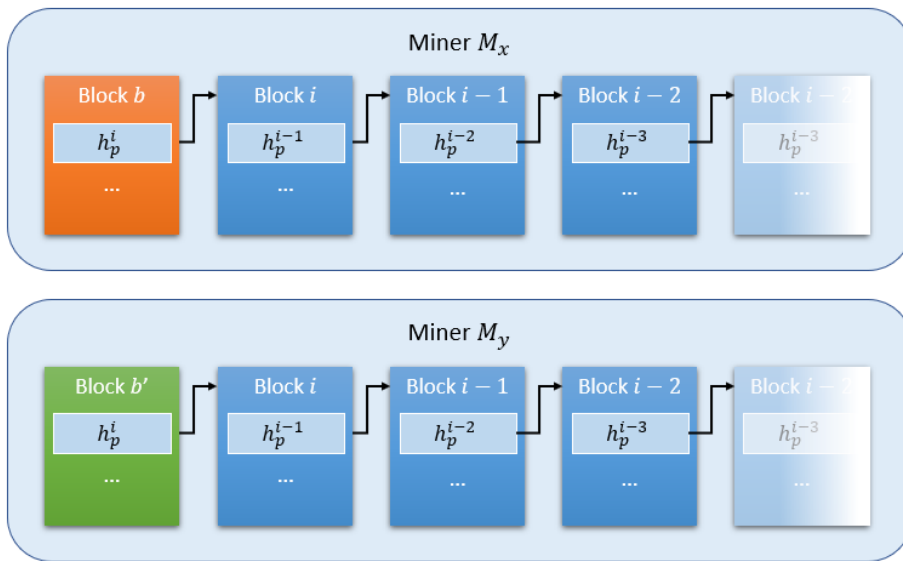 Miner $M_x$
Block $b$ Block $i$ Block $i-1$ Block $i-2$ Block $i-2$
$h_p^i$ $h_p^{i-1}$ $h_p^{i-2}$ $h_p^{i-3}$ $h_p^{i-3}$
... ... ... ... ...
Miner $M_y$
Block $b'$ Block $i$ Block $i-1$ Block $i-2$ Block $i-2$
$h_p^i$ $h_p^{i-1}$ $h_p^{i-2}$ $h_p^{i-3}$ $h_p^{i-3}$
... ... ... ... ...